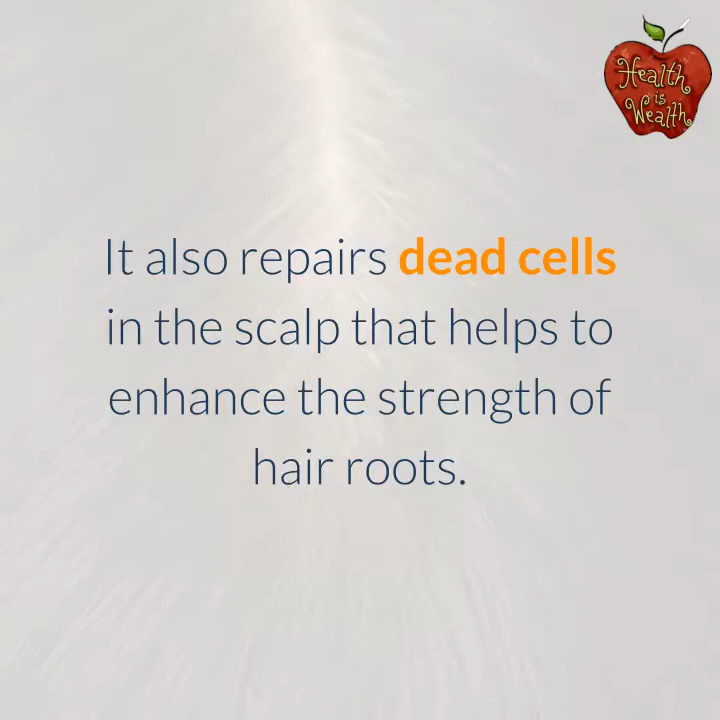 Health
is
Wealth
It also repairs dead cells
in the scalp that helps to
enhance the strength of
hair roots.